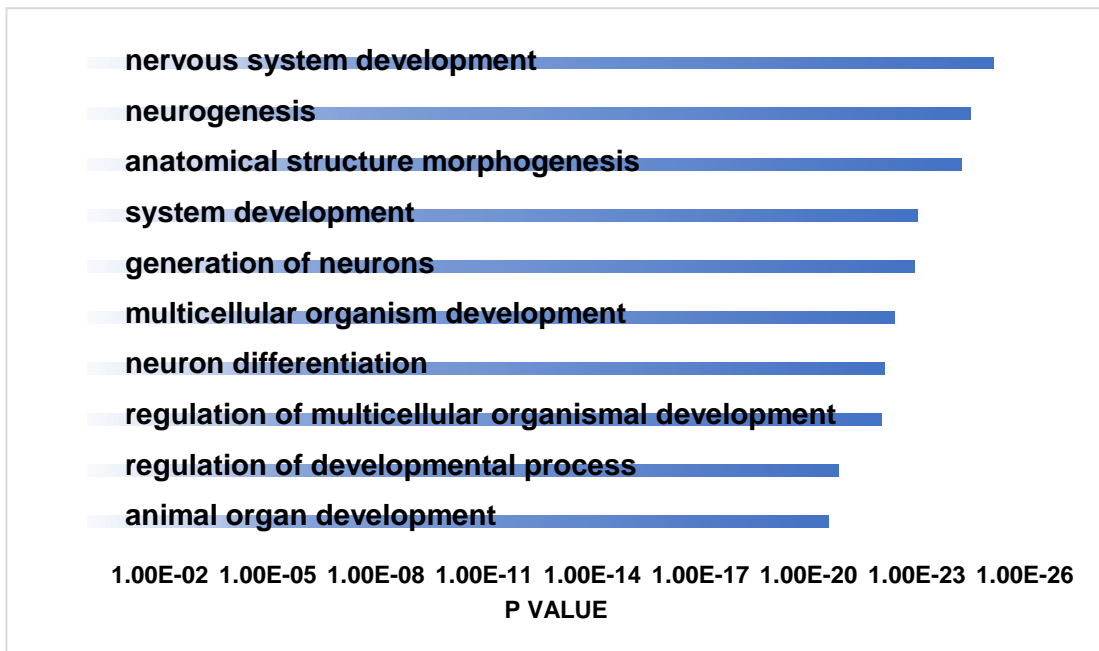 nervous system development
neurogenesis
anatomical structure morphogenesis
system development
generation of neurons
multicellular organism development
neuron differentiation
regulation of multicellular organismal development
regulation of developmental process
animal organ development
1.00E-02 1.00E-05 1.00E-08 1.00E-11 1.00E-14 1.00E-17 1.00E-20 1.00E-23 1.00E-26
P VALUE